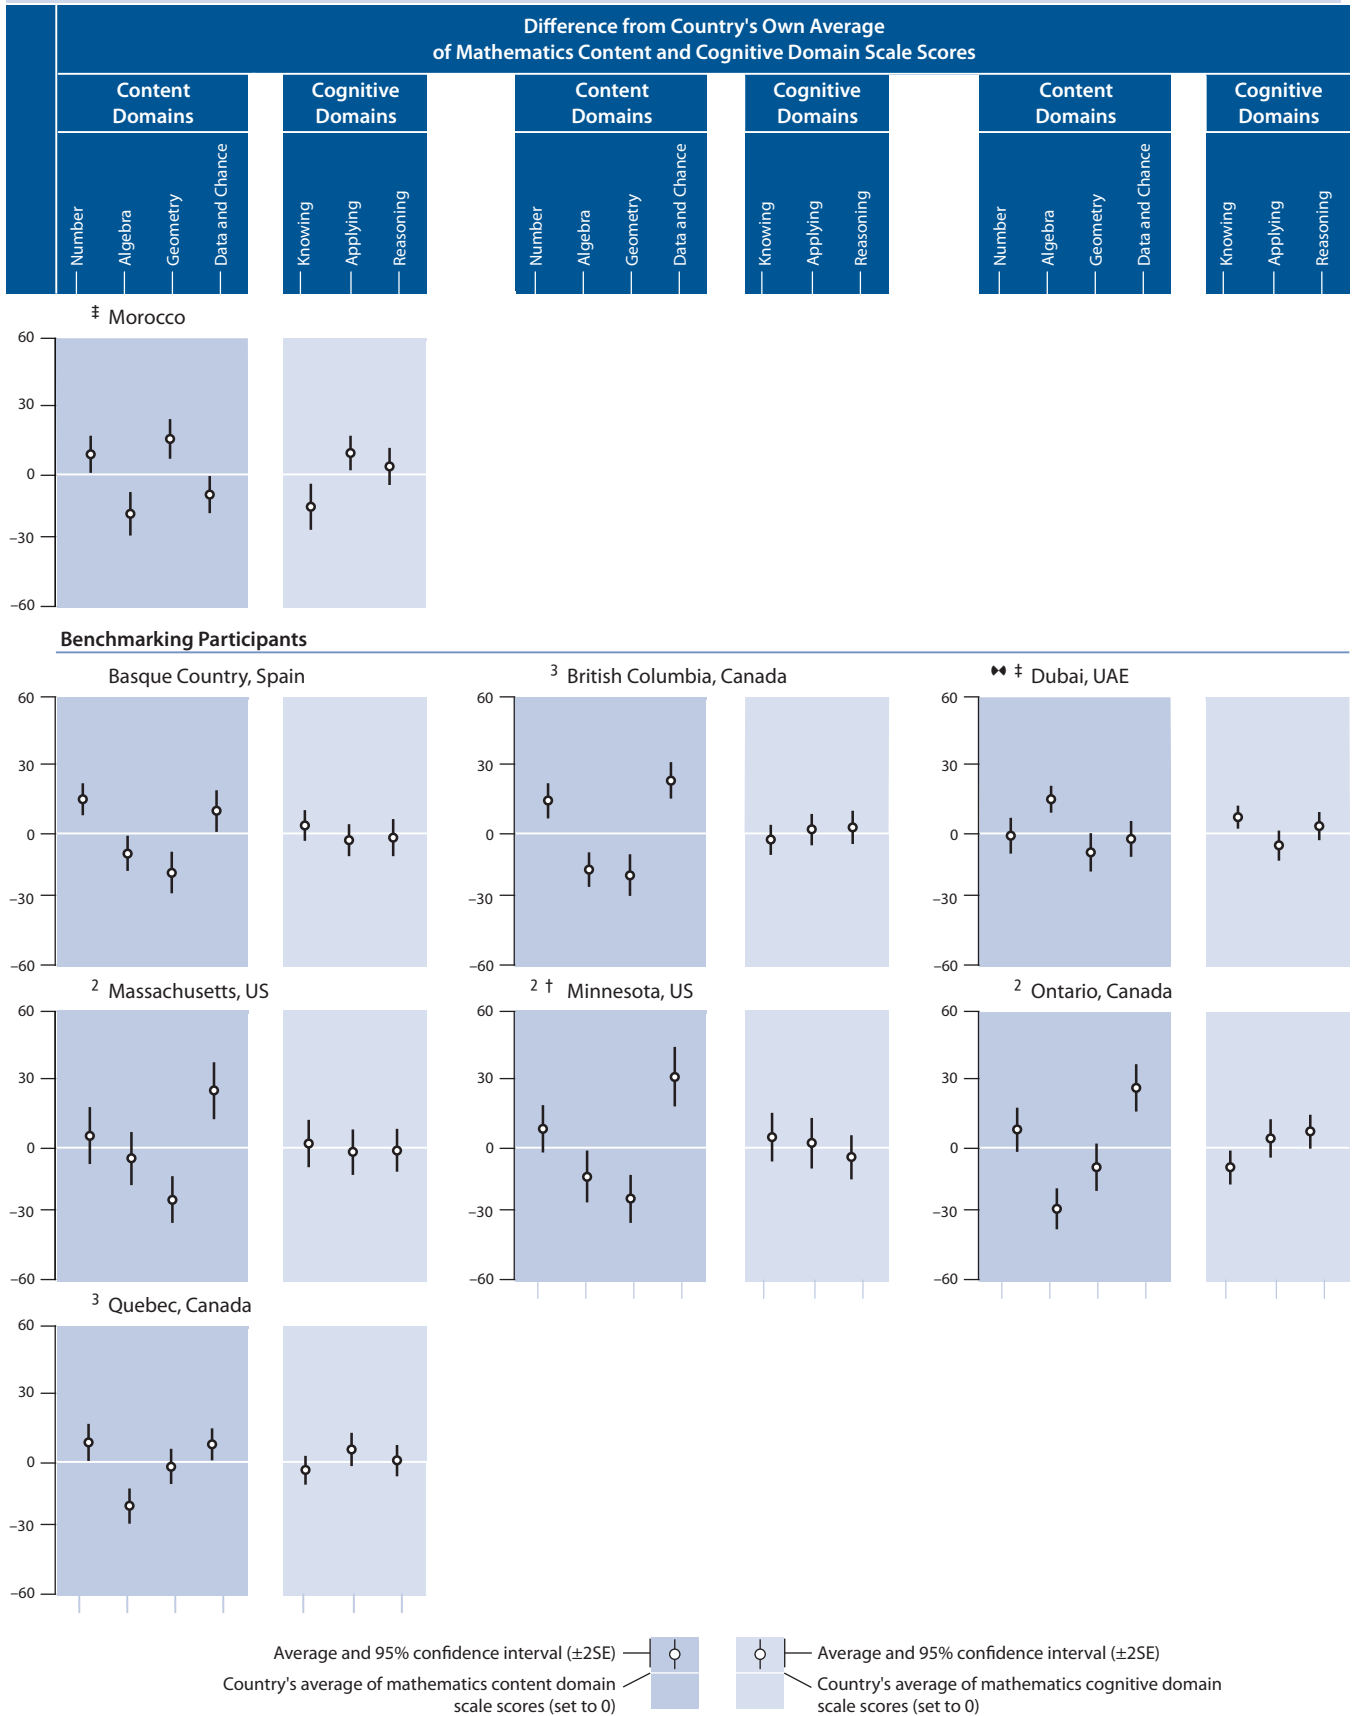 Difference from Country's Own Average
of Mathematics Content and Cognitive Domain Scale Scores
Content
Domains
Cognitive
Domains
Content
Domains
Cognitive
Domains
Content
Domains
Cognitive
Domains
Number
Algebra
Geometry
Data and Chance
Knowing
Applying
Reasoning
Number
Algebra
Geometry
Data and Chance
Knowing
Applying
Reasoning
Number
Algebra
Geometry
Data and Chance
Knowing
Applying
Reasoning
‡ Morocco
60
30
0
–30
–60
Benchmarking Participants
Basque Country, Spain
60
30
0
–30
–60
3 British Columbia, Canada
60
30
0
–30
–60
‡ Dubai, UAE
60
30
0
–30
–60
2 Massachusetts, US
60
30
0
–30
–60
2 † Minnesota, US
60
30
0
–30
–60
2 Ontario, Canada
60
30
0
–30
–60
3 Quebec, Canada
60
30
0
–30
–60
Average and 95% confidence interval (±2SE)
Country's average of mathematics content domain
scale scores (set to 0)
Average and 95% confidence interval (±2SE)
Country's average of mathematics cognitive domain
scale scores (set to 0)